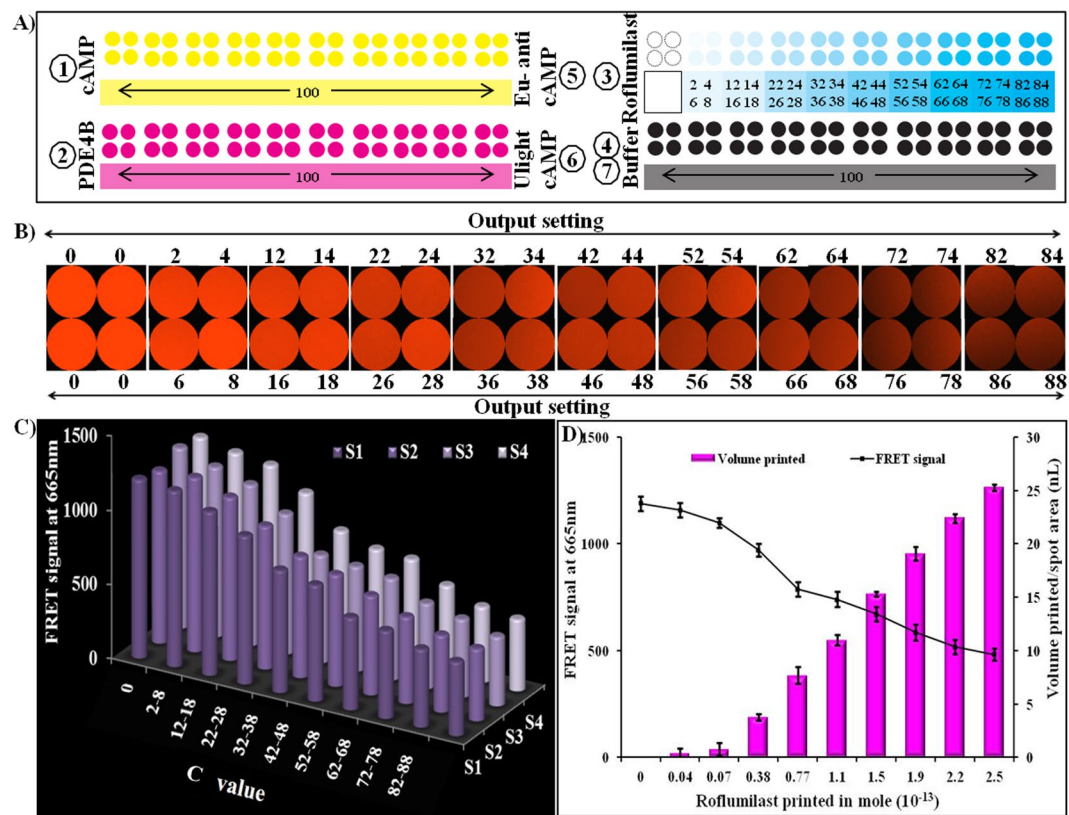 A)
1
cAMP
100
Eu- anti
cAMP
5
3
Roflumilast
2 4 12 14 22 24 32 34 42 44 52 54 62 64 72 74 82 84
6 8 16 18 26 28 36 38 46 48 56 58 66 68 76 78 86 88
2
PDE4B
100
Ulight
cAMP
6
4
7
Buffer
100
B)
Output setting
0 0 2 4 12 14 22 24 32 34 42 44 52 54 62 64 72 74 82 84
0 0 6 8 16 18 26 28 36 38 46 48 56 58 66 68 76 78 86 88
Output setting
C)
1500
1000
500
0
FRET signal at 665nm
S1 S2 S3 S4
0
2-8
12-18
22-28
32-38
42-48
52-58
62-68
72-78
82-88
C value
S1
S2
S3
S4
D)
1500
1000
500
0
FRET signal at 665nm
Volume printed FRET signal
30
25
20
15
10
5
0
Volume printed/spot area (nL)
0 0.04 0.07 0.38 0.77 1.1 1.5 1.9 2.2 2.5
Roflumilast printed in mole (10⁻¹³)